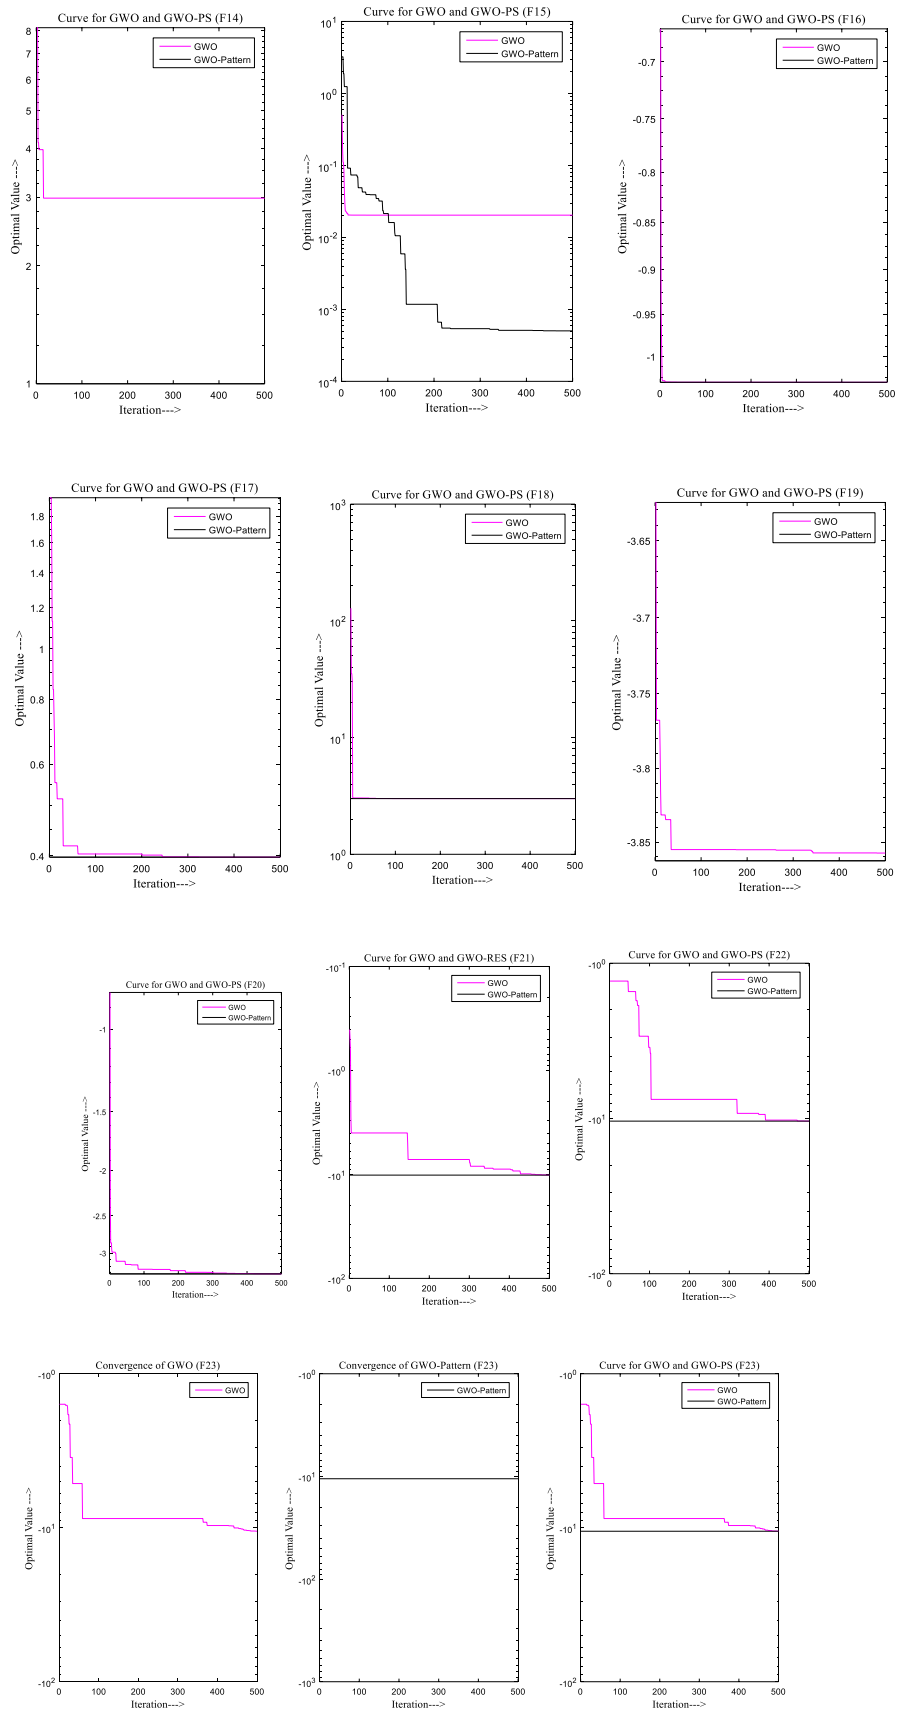 Curve for GWO and GWO-PS (F14)
GWO
GWO-Pattern
Optimal Value --->
8
7
6
5
4
3
2
1
0 100 200 300 400 500
Iteration--->
Curve for GWO and GWO-PS (F15)
GWO
GWO-Pattern
Optimal Value --->
10^1
10^0
10^-1
10^-2
10^-3
10^-4
0 100 200 300 400 500
Iteration--->
Curve for GWO and GWO-PS (F16)
GWO
GWO-Pattern
Optimal Value --->
-0.7
-0.75
-0.8
-0.85
-0.9
-0.95
-1
0 100 200 300 400 500
Iteration--->
Curve for GWO and GWO-PS (F17)
GWO
GWO-Pattern
Optimal Value --->
1.8
1.6
1.4
1.2
1
0.8
0.6
0.4
0 100 200 300 400 500
Iteration--->
Curve for GWO and GWO-PS (F18)
GWO
GWO-Pattern
Optimal Value --->
10^3
10^2
10^1
10^0
0 100 200 300 400 500
Iteration--->
Curve for GWO and GWO-PS (F19)
GWO
GWO-Pattern
Optimal Value --->
-3.65
-3.7
-3.75
-3.8
-3.85
0 100 200 300 400 500
Iteration--->
Curve for GWO and GWO-PS (F20)
GWO
GWO-Pattern
Optimal Value --->
-1
-1.5
-2
-2.5
-3
0 100 200 300 400 500
Iteration--->
Curve for GWO and GWO-RES (F21)
GWO
GWO-Pattern
Optimal Value --->
-10^-1
-10^0
-10^1
-10^2
0 100 200 300 400 500
Iteration--->
Curve for GWO and GWO-PS (F22)
GWO
GWO-Pattern
Optimal Value --->
-10^0
-10^1
-10^2
0 100 200 300 400 500
Iteration--->
Convergence of GWO (F23)
GWO
Optimal Value --->
-10^0
-10^1
-10^2
0 100 200 300 400 500
Iteration--->
Convergence of GWO-Pattern (F23)
GWO-Pattern
Optimal Value --->
-10^0
-10^1
-10^2
-10^3
0 100 200 300 400 500
Iteration--->
Curve for GWO and GWO-PS (F23)
GWO
GWO-Pattern
Optimal Value --->
-10^0
-10^1
-10^2
0 100 200 300 400 500
Iteration--->